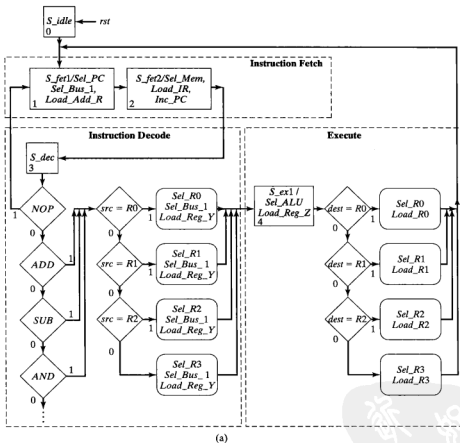 S_idle
0
rst
Instruction Fetch
S_fet1/Sel_PC
Sel_Bus_1,
Load_Add_R
1
S_fet2/Sel_Mem,
Load_IR,
Inc_PC
2
Instruction Decode
S_dec
3
NOP
1
0
ADD
1
0
SUB
1
0
AND
1
0
src = R0
1
0
src = R1
1
0
src = R2
1
0
Sel_R0
Sel_Bus_1
Load_Reg_Y
Sel_R1
Sel_Bus_1
Load_Reg_Y
Sel_R2
Sel_Bus_1
Load_Reg_Y
Sel_R3
Sel_Bus_1
Load_Reg_Y
Execute
S_ex1 /
Sel_ALU
Load_Reg_Z
4
dest = R0
1
0
dest = R1
1
0
dest = R2
1
0
Sel_R0
Load_R0
Sel_R1
Load_R1
Sel_R2
Load_R2
Sel_R3
Load_R3
(a)